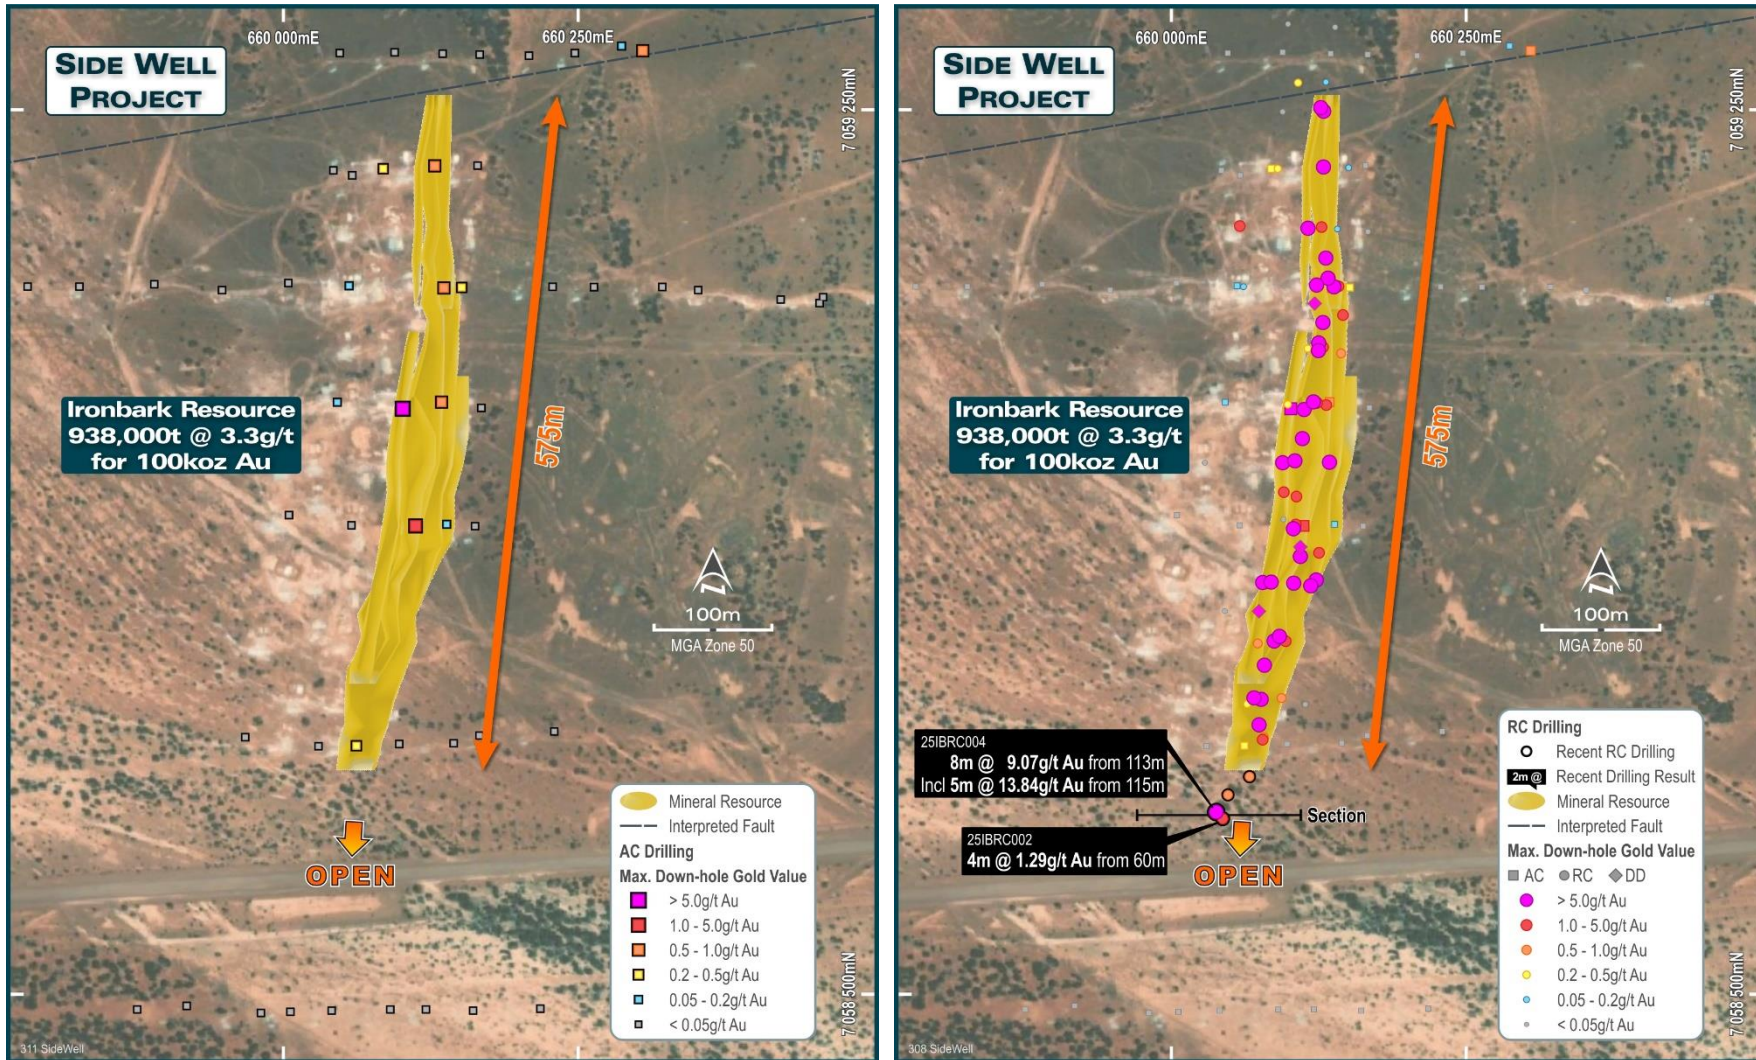 660 000mE
660 250mE
SIDE WELL
PROJECT
7 059 250mN
Ironbark Resource
938,000t @ 3.3g/t
for 100koz Au
575m
100m
MGA Zone 50
OPEN
Mineral Resource
Interpreted Fault
AC Drilling
Max. Down-hole Gold Value
> 5.0g/t Au
1.0 - 5.0g/t Au
0.5 - 1.0g/t Au
0.2 - 0.5g/t Au
0.05 - 0.2g/t Au
< 0.05g/t Au
7 058 500mN
311 SideWell
660 000mE
660 250mE
SIDE WELL
PROJECT
7 059 250mN
Ironbark Resource
938,000t @ 3.3g/t
for 100koz Au
575m
100m
MGA Zone 50
25IBRC004
8m @ 9.07g/t Au from 113m
Incl 5m @ 13.84g/t Au from 115m
Section
25IBRC002
4m @ 1.29g/t Au from 60m
OPEN
RC Drilling
Recent RC Drilling
2m @ Recent Drilling Result
Mineral Resource
Interpreted Fault
Max. Down-hole Gold Value
AC RC DD
> 5.0g/t Au
1.0 - 5.0g/t Au
0.5 - 1.0g/t Au
0.2 - 0.5g/t Au
0.05 - 0.2g/t Au
< 0.05g/t Au
7 058 500mN
308 SideWell